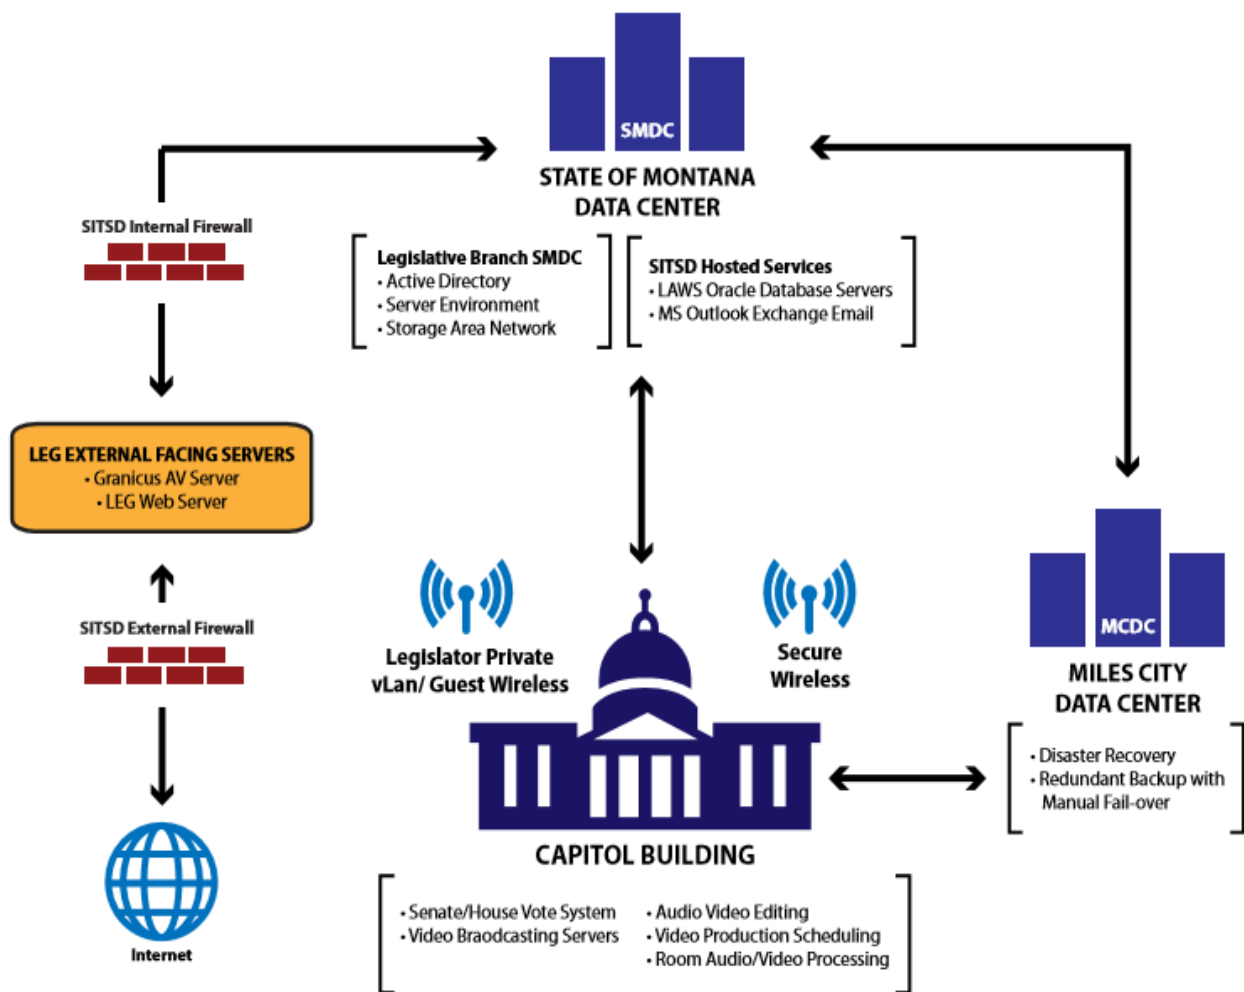 SMDC
STATE OF MONTANA
DATA CENTER
SITSD Internal Firewall
Legislative Branch SMDC
• Active Directory
• Server Environment
• Storage Area Network
SITSD Hosted Services
• LAWS Oracle Database Servers
• MS Outlook Exchange Email
LEG EXTERNAL FACING SERVERS
• Granicus AV Server
• LEG Web Server
SITSD External Firewall
Legislator Private
vLan/ Guest Wireless
Secure
WIreless
MCDC
MILES CITY
DATA CENTER
• Disaster Recovery
• Redundant Backup with
Manual Fail-over
CAPITOL BUILDING
• Senate/House Vote System
• Video Braodcasting Servers
• Audio Video Editing
• Video Production Scheduling
• Room Audio/Video Processing
Internet